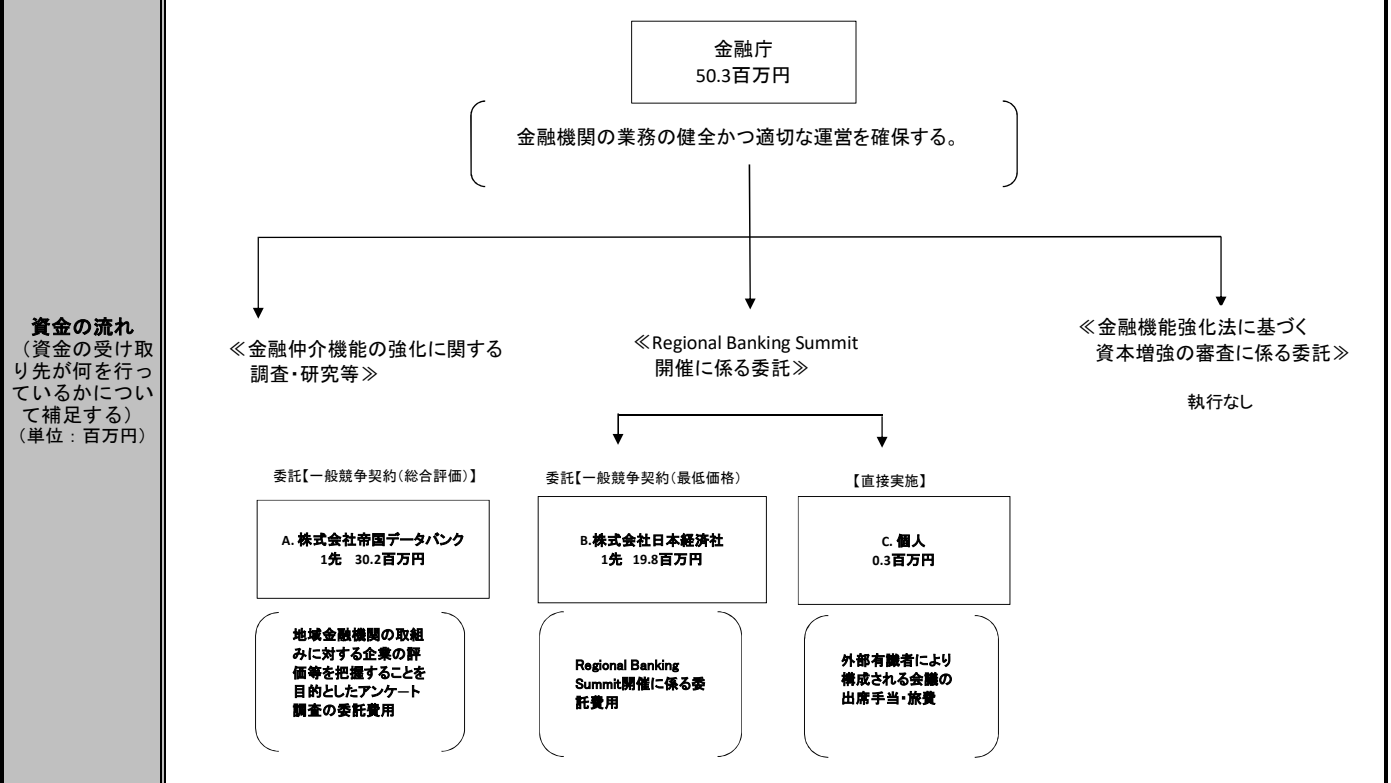 資金の流れ
(資金の受け取
り先が何を行っ
ているかについ
て補足する)
(単位:百万円)
金融庁
50.3百万円
金融機関の業務の健全かつ適切な運営を確保する。
≪金融仲介機能の強化に関する
調査・研究等≫
≪Regional Banking Summit
開催に係る委託≫
≪金融機能強化法に基づく
資本増強の審査に係る委託≫
執行なし
委託【一般競争契約(総合評価)】
A. 株式会社帝国データバンク
1先 30.2百万円
地域金融機関の取組
みに対する企業の評
価等を把握することを
目的としたアンケート
調査の委託費用
委託【一般競争契約(最低価格)
B.株式会社日本経済社
1先 19.8百万円
Regional Banking
Summit開催に係る委
託費用
【直接実施】
C. 個人
0.3百万円
外部有識者により
構成される会議の
出席手当・旅費